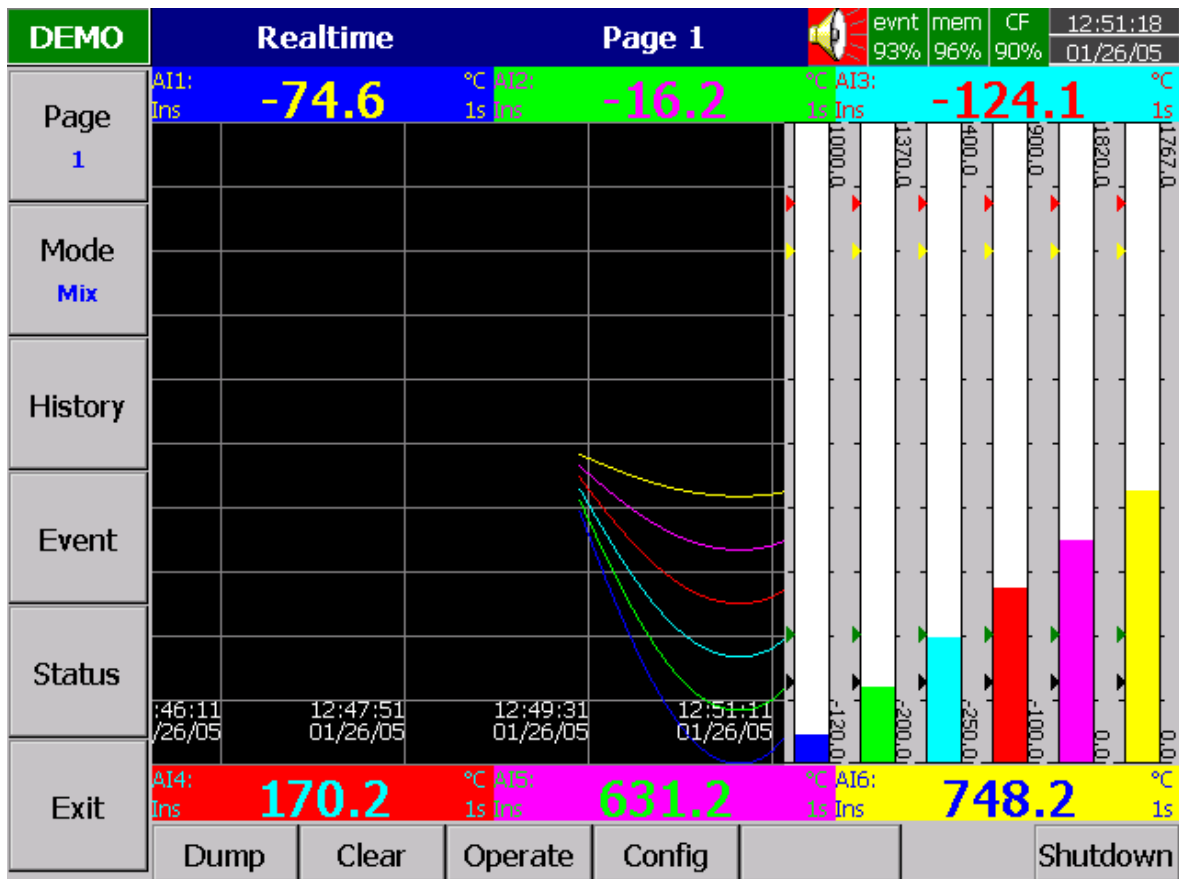 DEMO
Realtime
Page 1
evnt
93%
mem
96%
CF
90%
12:51:18
01/26/05
Page
1
Mode
Mix
History
Event
Status
Exit
AI1:
Ins
-74.6
°C
1s
AI2:
Ins
-16.2
°C
1s
AI3:
Ins
-124.1
°C
1s
1000.0
1370.0
400.0
900.0
1820.0
1767.0
:46:11
/26/05
12:47:51
01/26/05
12:49:31
01/26/05
12:51:11
01/26/05
-120.0
-200.0
-250.0
-100.0
0.0
0.0
AI4:
Ins
170.2
°C
1s
AI5:
Ins
631.2
°C
1s
AI6:
Ins
748.2
°C
1s
Dump
Clear
Operate
Config
Shutdown